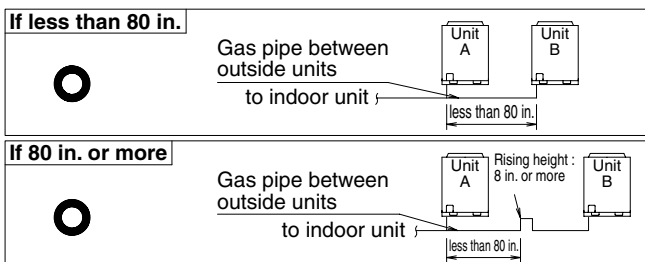 If less than 80 in.
Gas pipe between
outside units
to indoor unit
Unit
A
Unit
B
less than 80 in.
If 80 in. or more
Gas pipe between
outside units
to indoor unit
Unit
A
Rising height :
8 in. or more
Unit
B
less than 80 in.